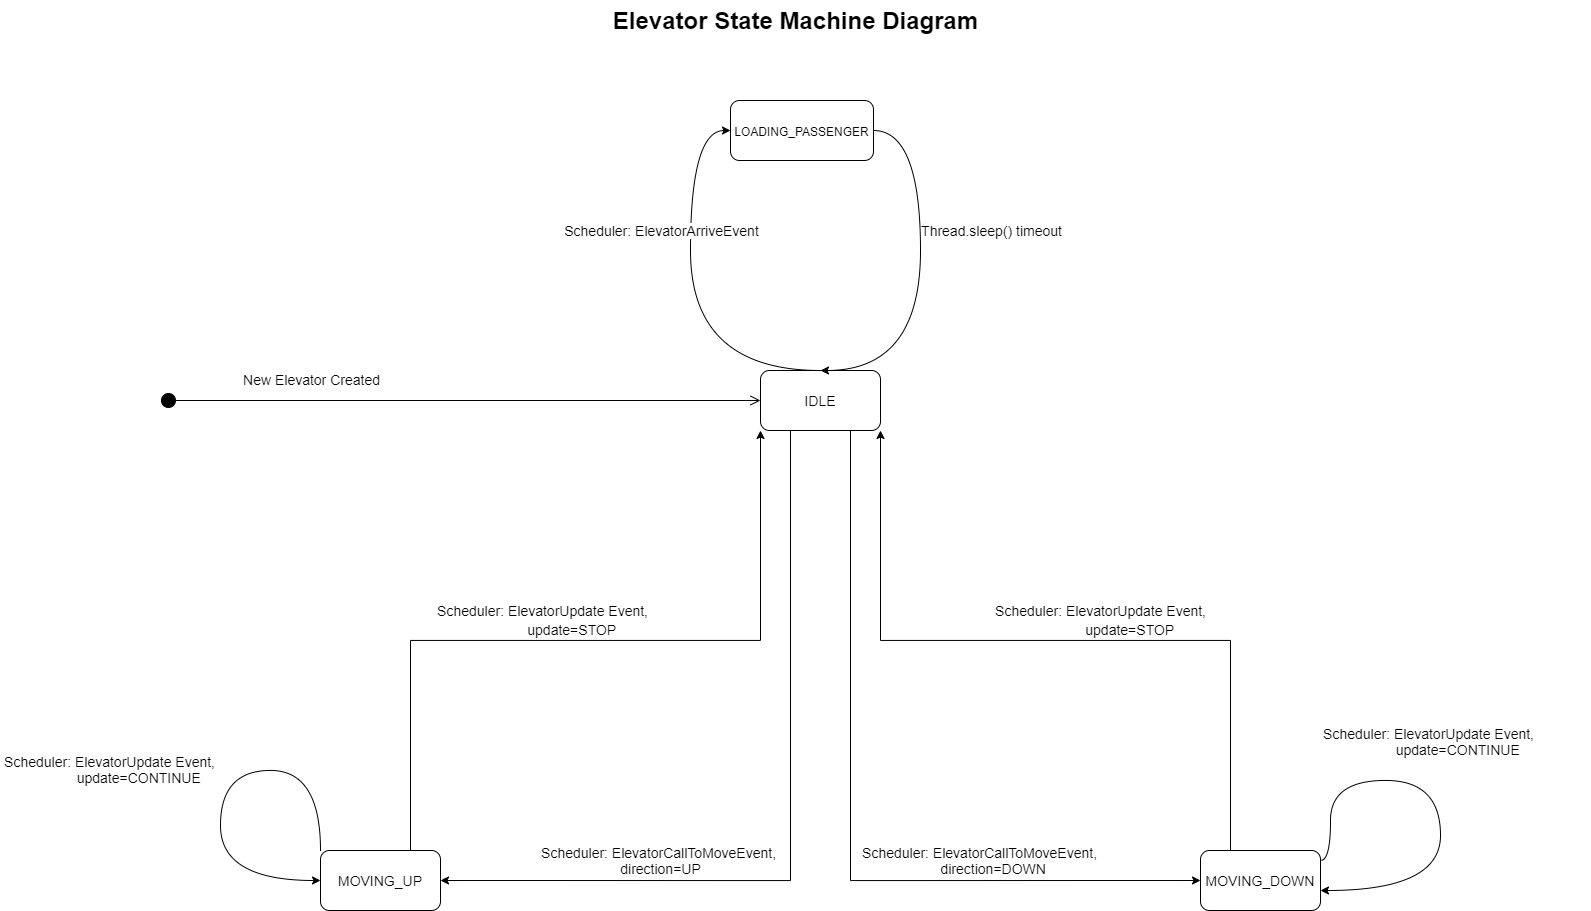 Elevator State Machine Diagram
LOADING_PASSENGER
Scheduler: ElevatorArriveEvent
Thread.sleep() timeout
New Elevator Created
IDLE
Scheduler: ElevatorUpdate Event,
update=STOP
Scheduler: ElevatorUpdate Event,
update=STOP
Scheduler: ElevatorUpdate Event,
update=CONTINUE
Scheduler: ElevatorUpdate Event,
update=CONTINUE
Scheduler: ElevatorCallToMoveEvent,
direction=UP
Scheduler: ElevatorCallToMoveEvent,
direction=DOWN
MOVING_UP
MOVING_DOWN